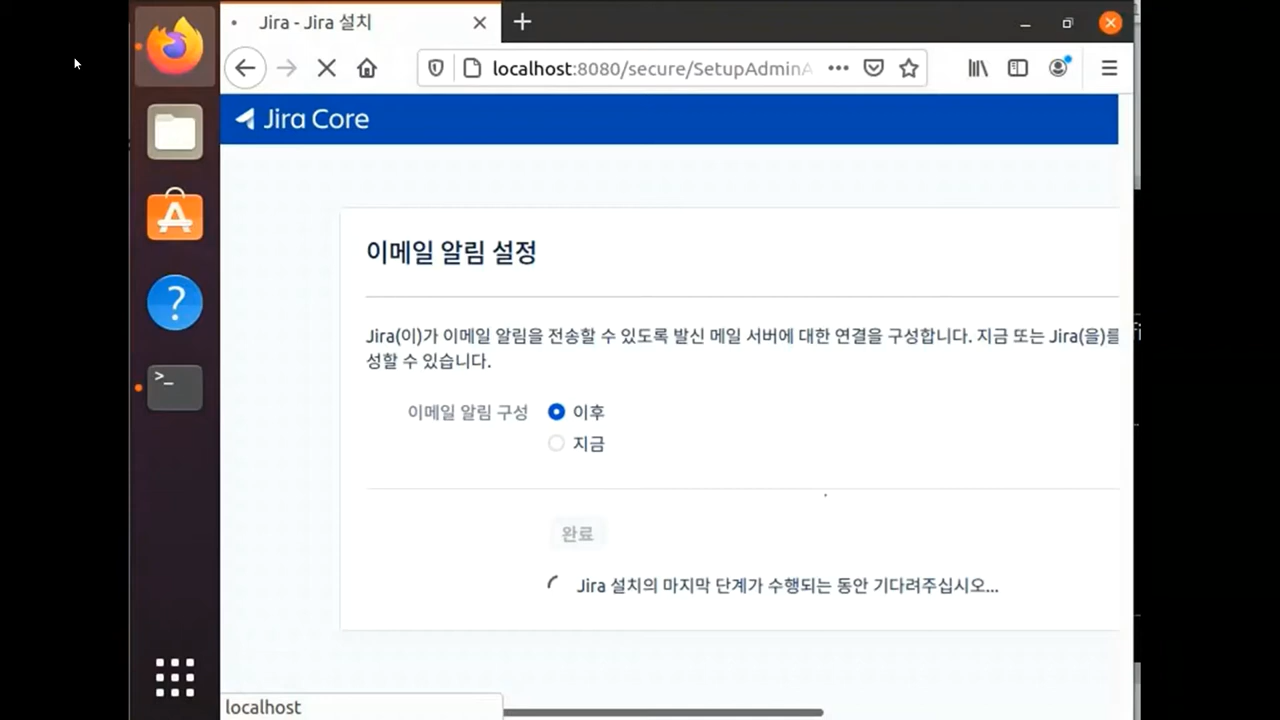 Jira - Jira 설치
localhost:8080/secure/SetupAdminA
Jira Core
이메일 알림 설정
Jira(이)가 이메일 알림을 전송할 수 있도록 발신 메일 서버에 대한 연결을 구성합니다. 지금 또는 Jira(을)를
성할 수 있습니다.
이메일 알림 구성 이후
지금
완료
Jira 설치의 마지막 단계가 수행되는 동안 기다려주십시오...
localhost